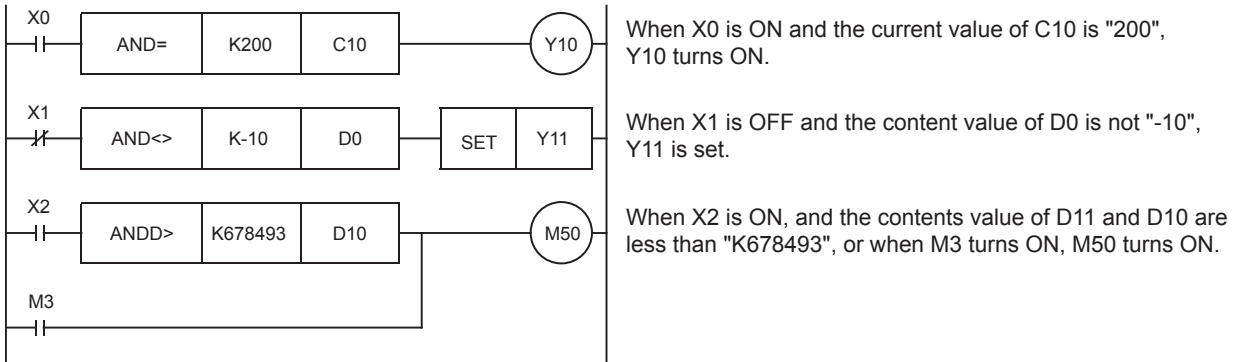 X0
AND= K200 C10 Y10
When X0 is ON and the current value of C10 is "200",
Y10 turns ON.
X1
AND<> K-10 D0 SET Y11
When X1 is OFF and the content value of D0 is not "-10",
Y11 is set.
X2
ANDD> K678493 D10 M50
When X2 is ON, and the contents value of D11 and D10 are
less than "K678493", or when M3 turns ON, M50 turns ON.
M3